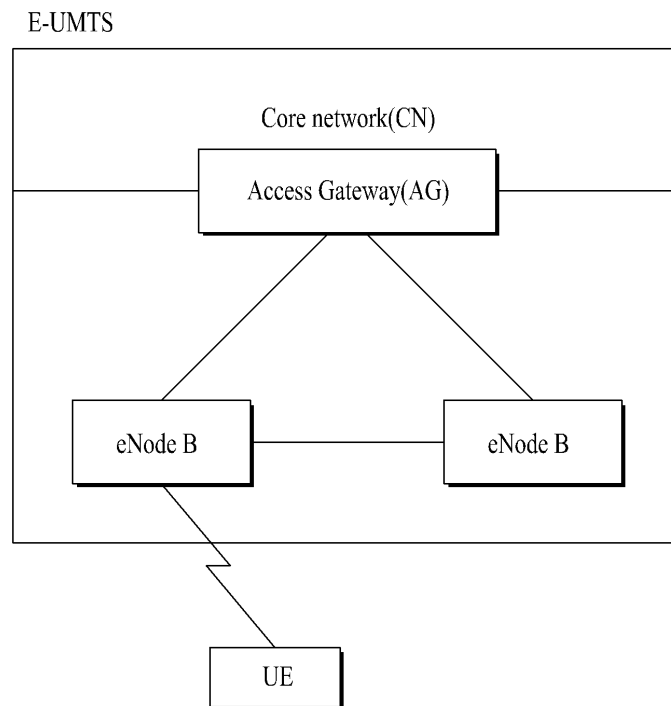 E-UMTS
Core network(CN)
Access Gateway(AG)
eNode B
eNode B
UE